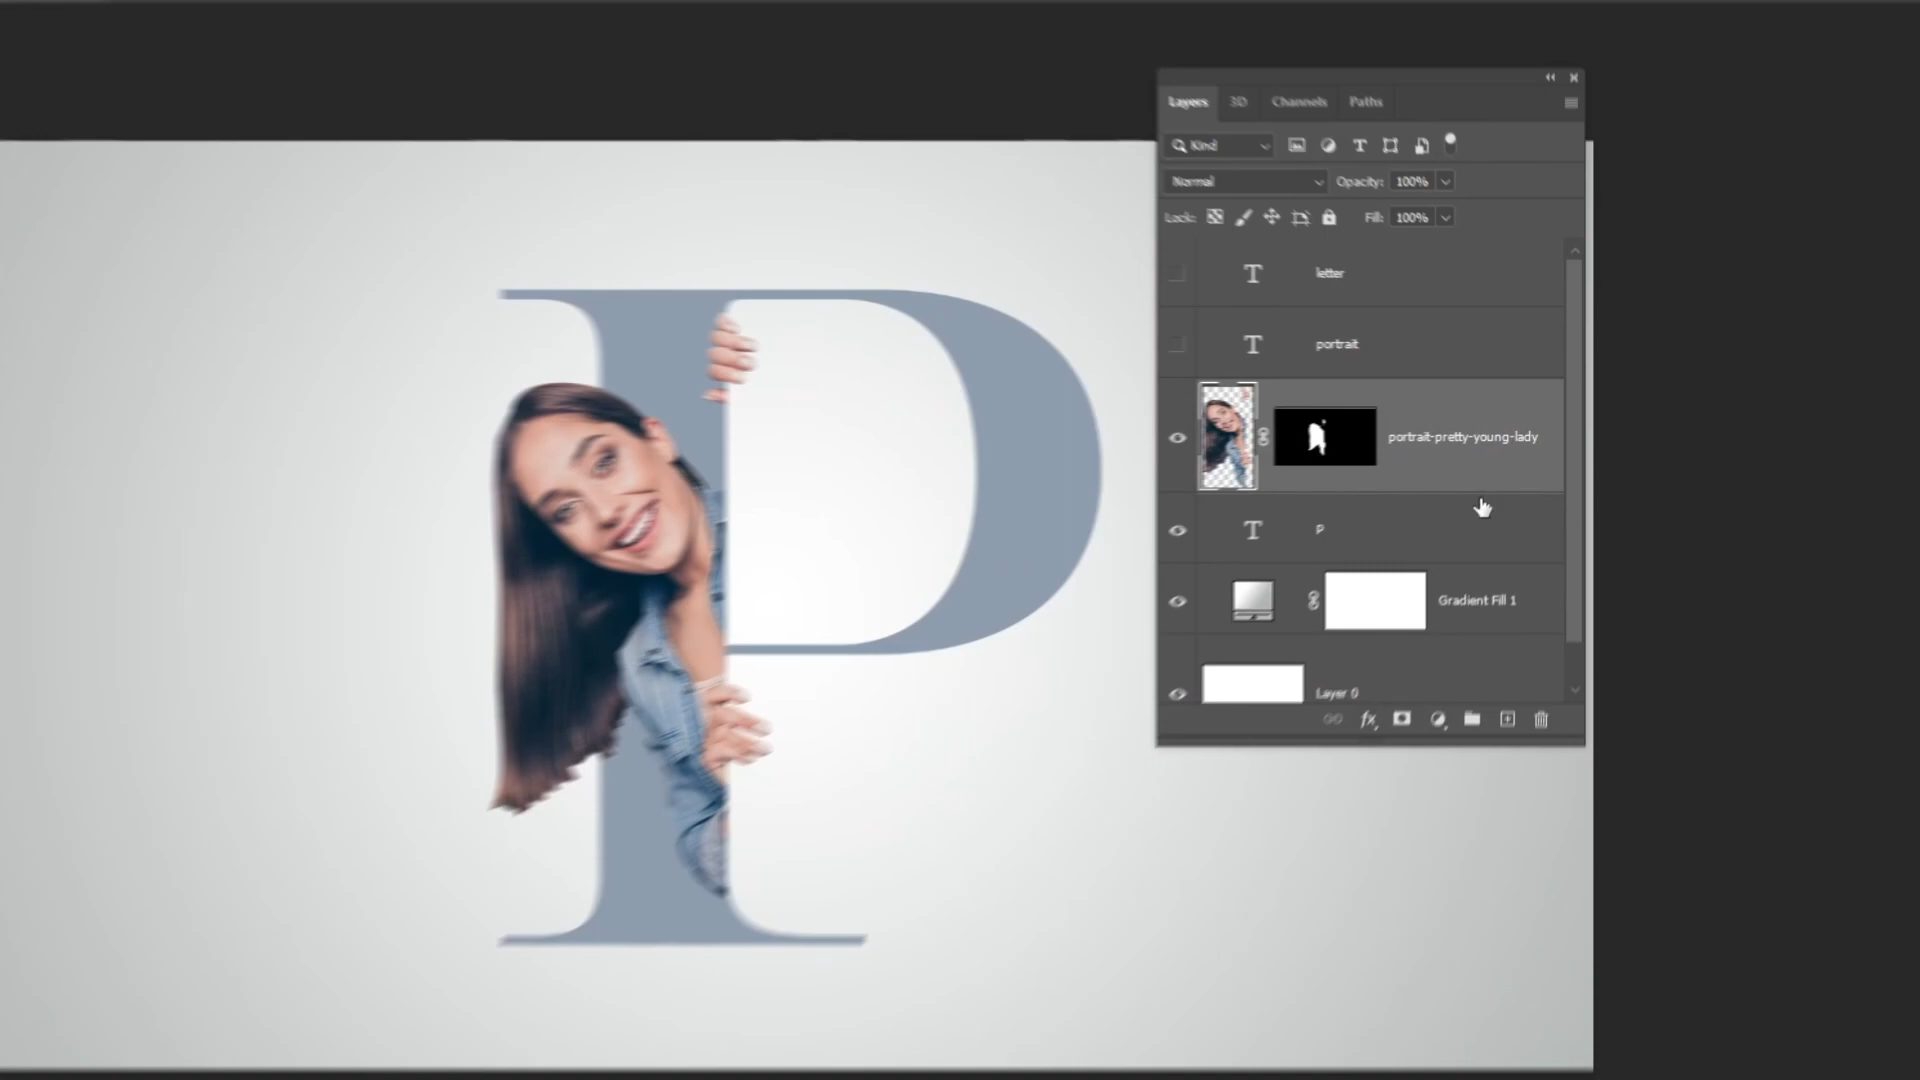 Layers 3D Channels Paths
Kind
Normal Opacity: 100%
Lock: Fill: 100%
T letter
T portrait
portrait-pretty-young-lady
T P
Gradient Fill 1
Layer 0
fx
P